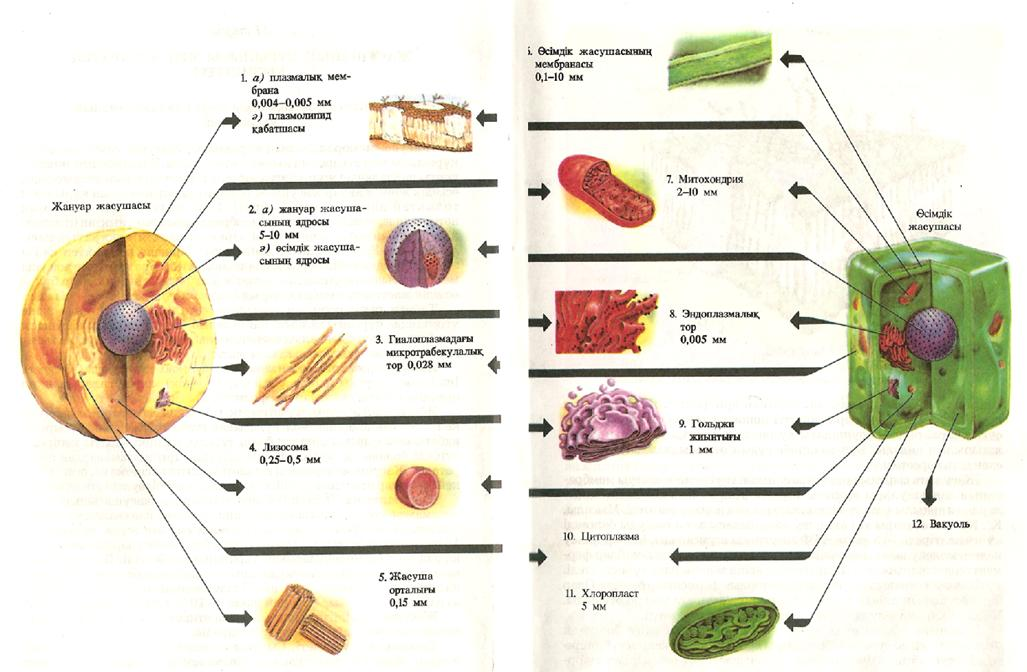 1. а) плазмалық мем-
брана
0,004—0,005 мм
ә) плазмолипид
қабатшасы
Жануар жасушасы
2. а) жануар жасуша-
сының ядросы
5-10 мм
ә) өсімдік жасуша-
сының ядросы
3. Гиалоплазмадағы
микротрабекулалық
тор 0,028 мм
4. Лизосома
0,25—0,5 мм
5. Жасуша
орталығы
0,15 мм
Өсімдік жасушасының
мембранасы
0,1—10 мм
7. Митохондрия
2—10 мм
Өсімдік
жасушасы
8. Эндоплазмалық
тор
0,005 мм
9. Гольджи
жиынтығы
1 мм
10. Цитоплазма
11. Хлоропласт
5 мм
12. Вакуоль